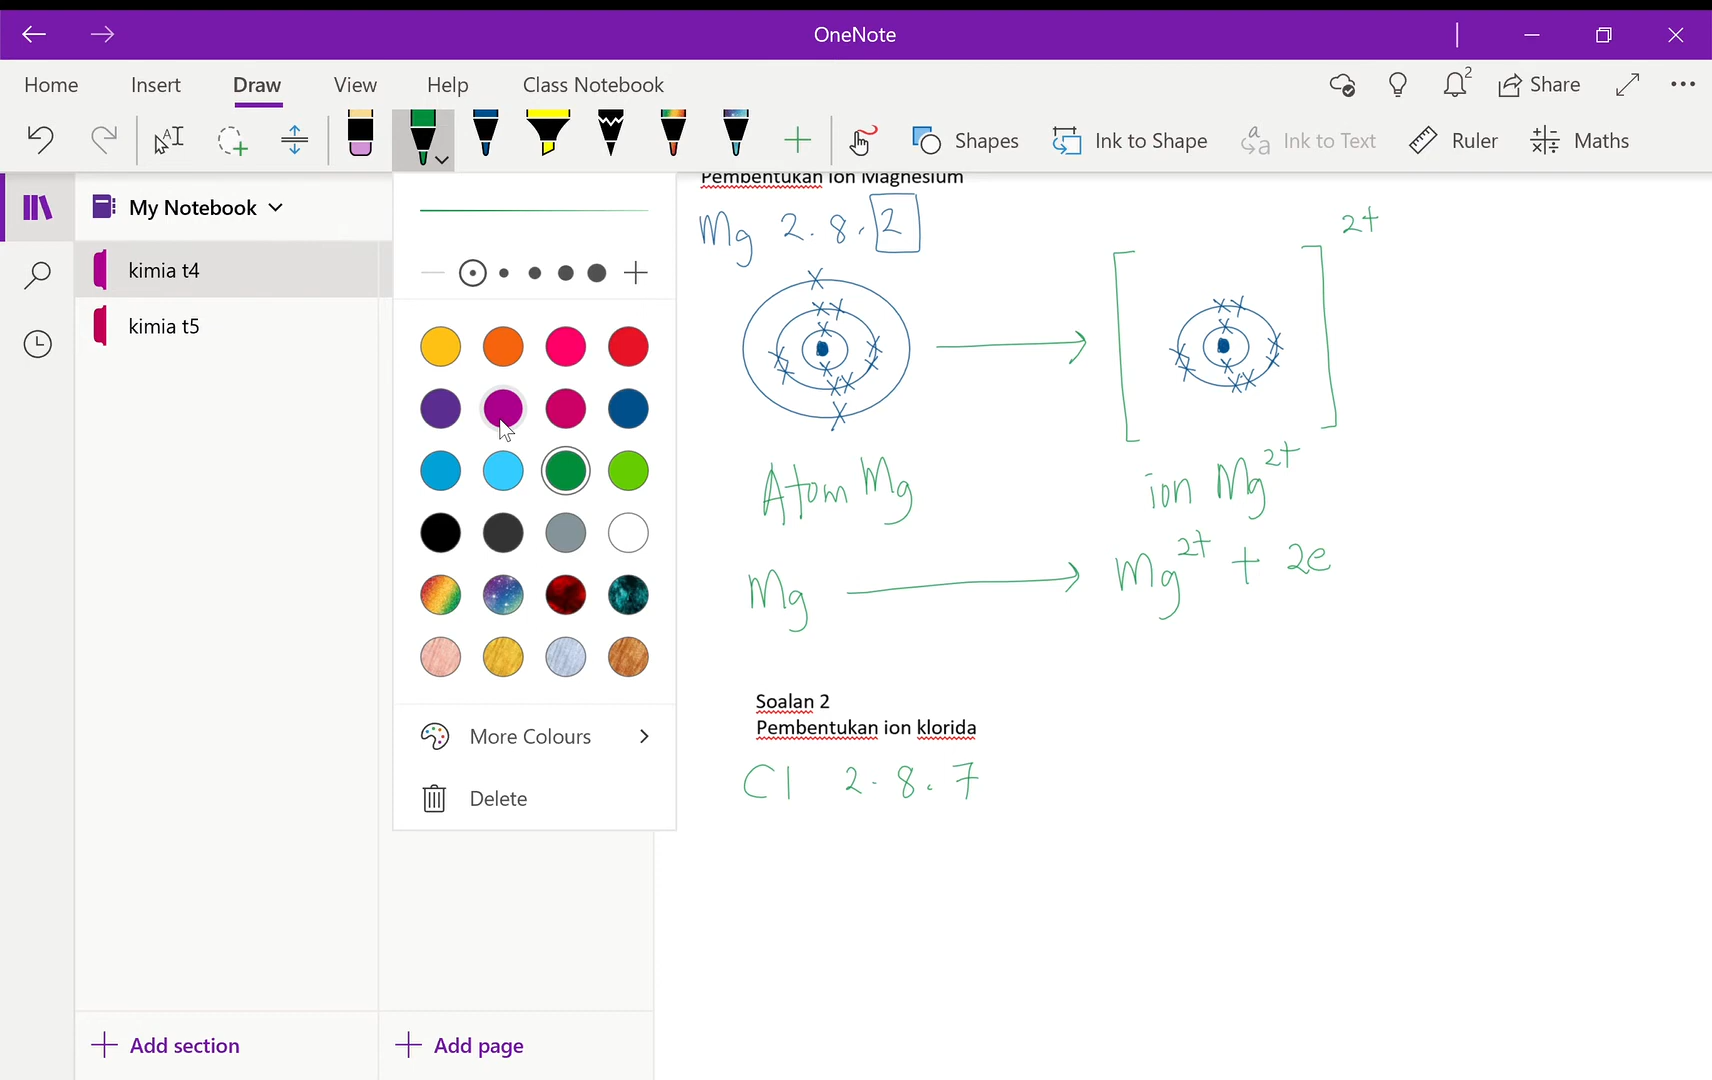 OneNote
Home Insert Draw View Help Class Notebook 2 Share
Ink to Shape Ink to Text Ruler Maths Shapes
My Notebook
kimia t4
kimia t5
More Colours
Delete
Add section
Add page
Pembentukan Ion Magnesium
Mg 2.8.2
2+
Atom Mg
ion Mg2+
Mg → Mg2+ + 2e
Soalan 2
Pembentukan ion klorida
Cl 2.8.7